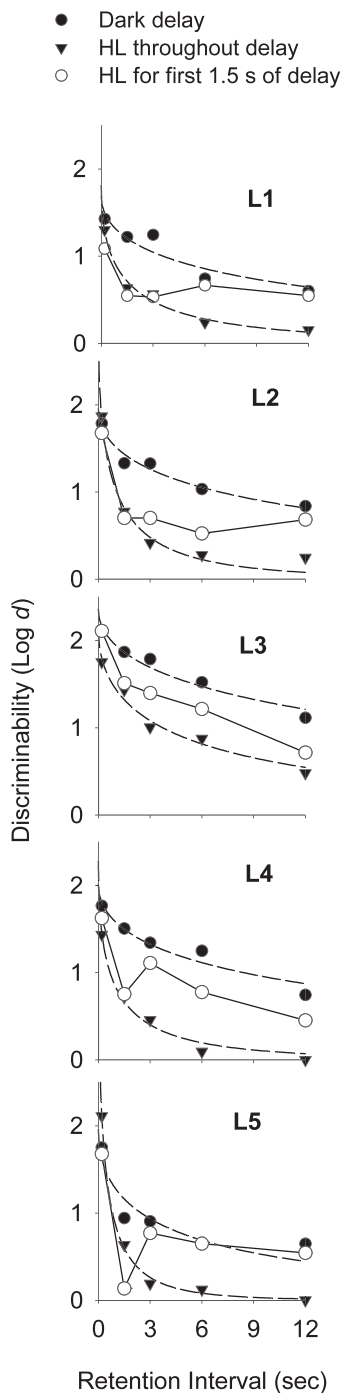 Dark delay
HL throughout delay
HL for first 1.5 s of delay
L1
2
1
0
L2
2
1
0
L3
2
1
0
L4
2
1
0
L5
2
1
0
0 3 6 9 12
Discriminability (Log d)
Retention Interval (sec)